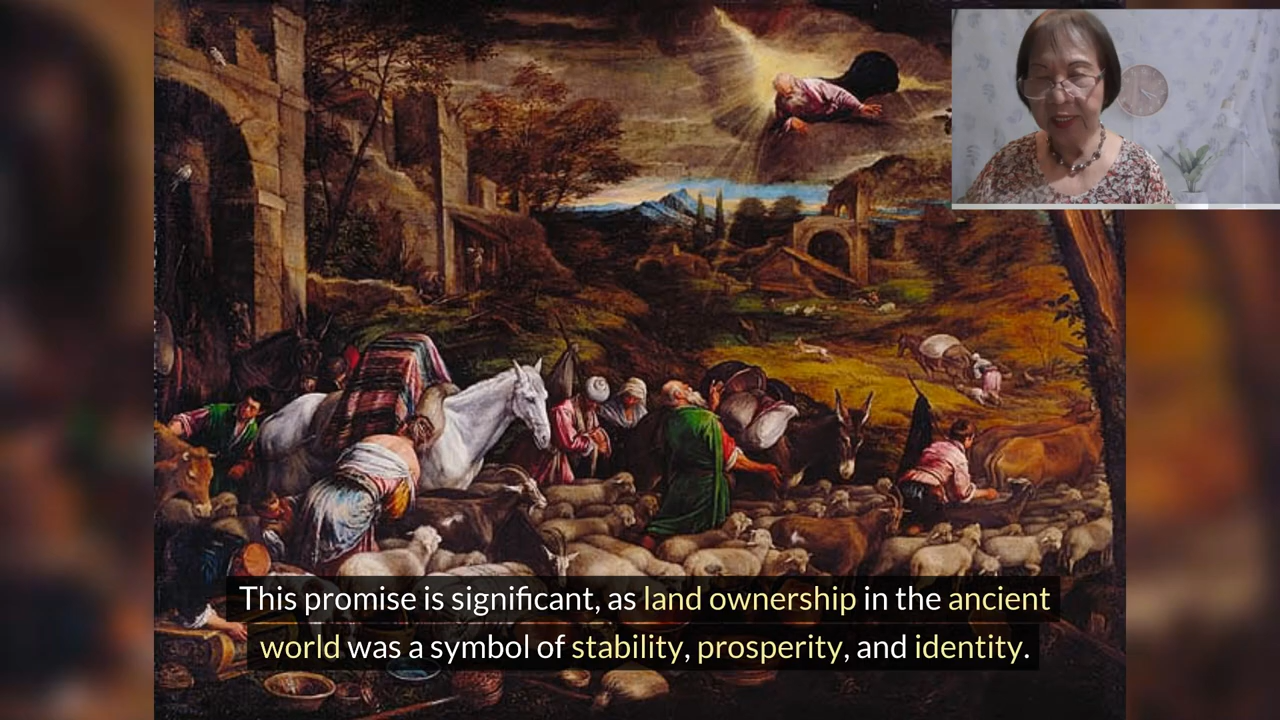 This promise is significant, as land ownership in the ancient
world was a symbol of stability, prosperity, and identity.